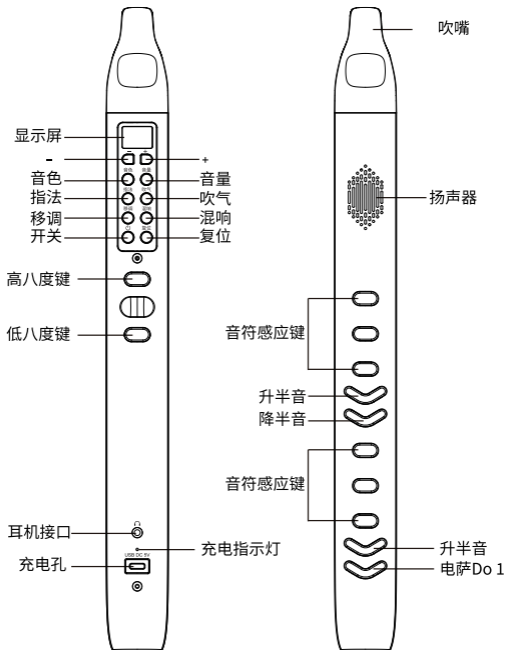 吹嘴
显示屏
- +
音色 音量
指法 吹气
移调 混响
开关 复位
扬声器
高八度键
低八度键
音符感应键
升半音
降半音
音符感应键
耳机接口
充电指示灯
USB DC 5V
充电孔
升半音
电萨Do 1